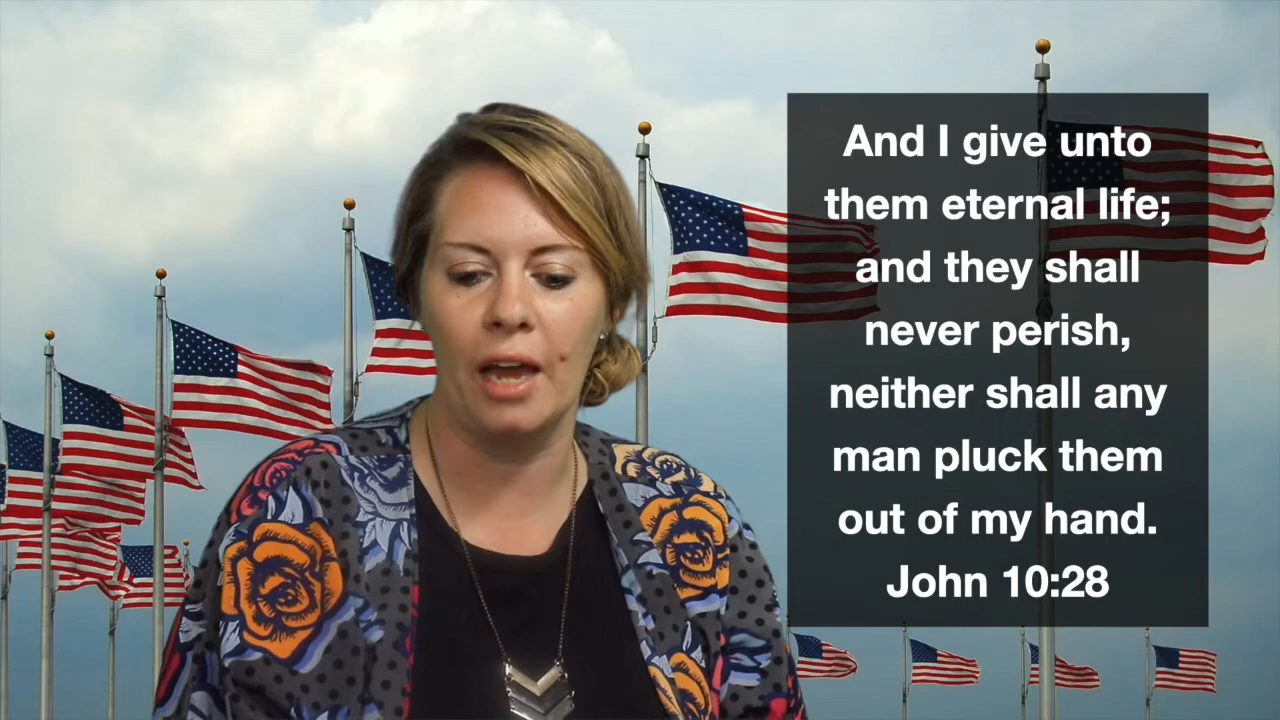 And I give unto
them eternal life;
and they shall
never perish,
neither shall any
man pluck them
out of my hand.
John 10:28